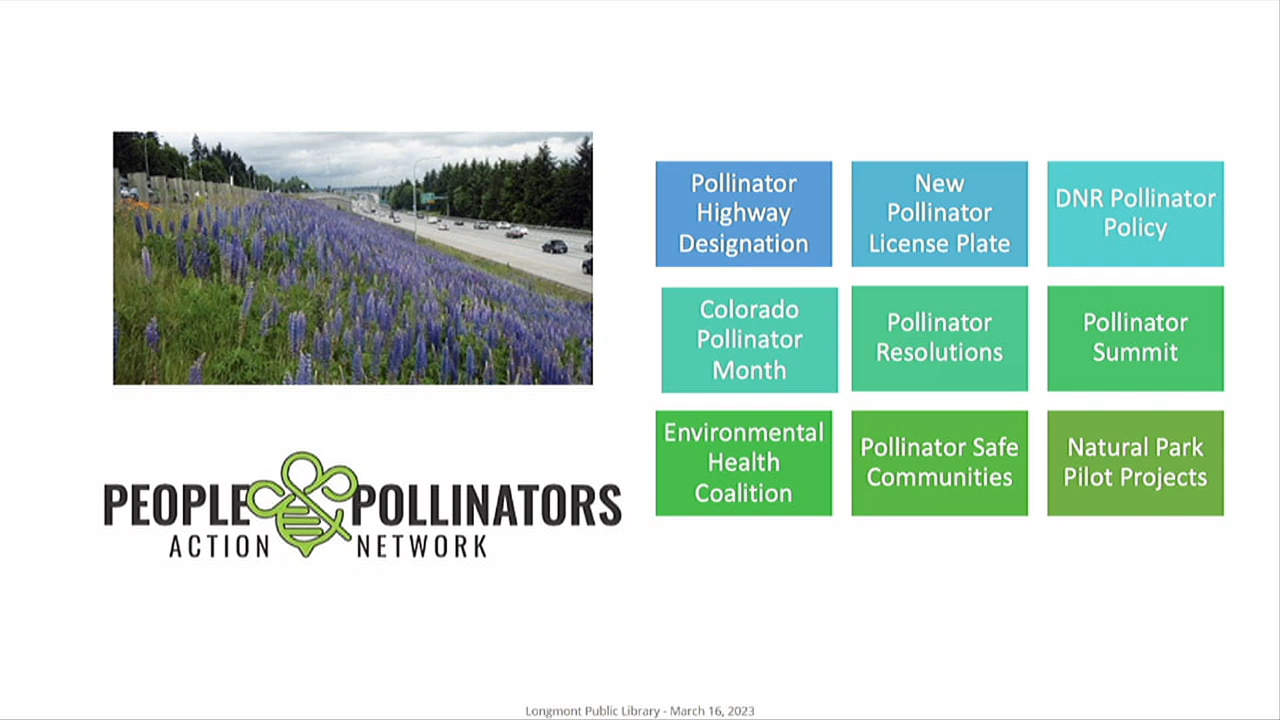 Pollinator
Highway
Designation
New
Pollinator
License Plate
DNR Pollinator
Policy
Colorado
Pollinator
Month
Pollinator
Resolutions
Pollinator
Summit
Environmental
Health
Coalition
Pollinator Safe
Communities
Natural Park
Pilot Projects
PEOPLE & POLLINATORS
ACTION NETWORK
Longmont Public Library - March 16, 2023